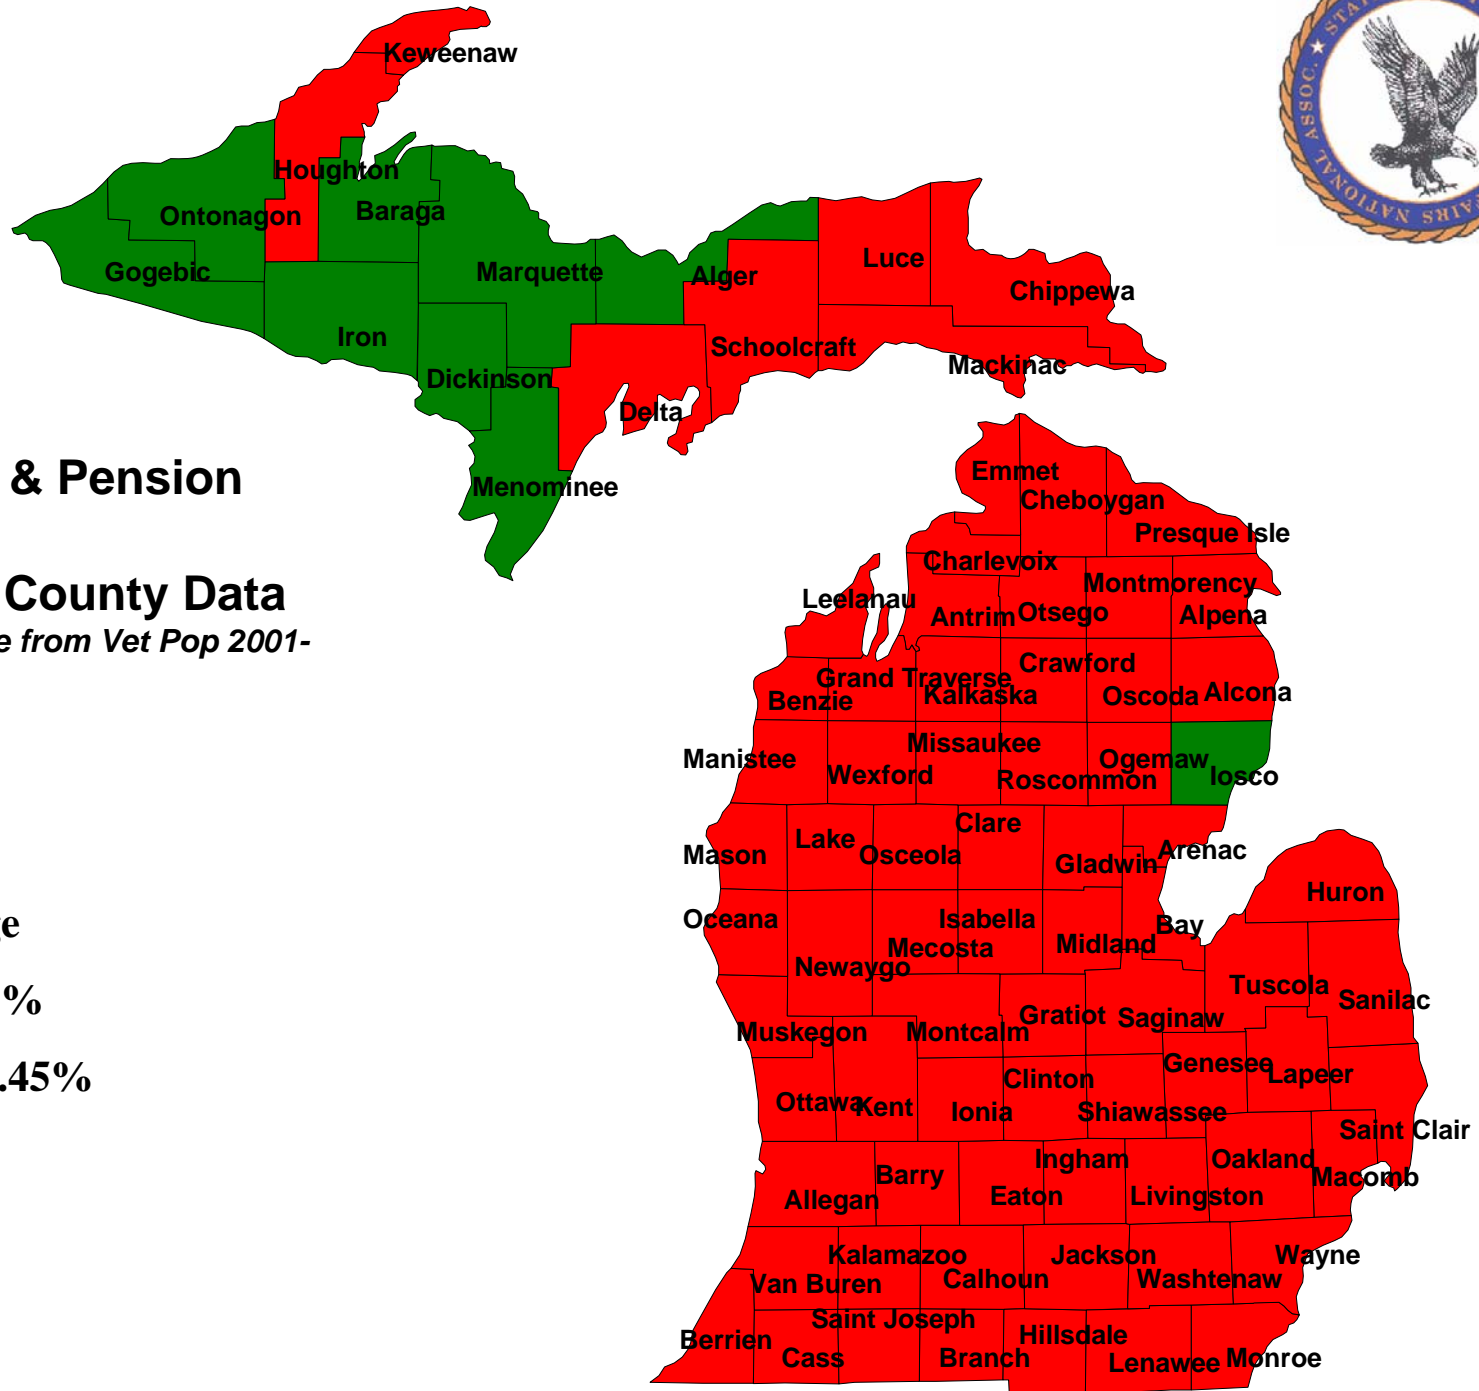 Keweenaw
Houghton
Ontonagon
Baraga
Gogebic
Marquette
Alger
Luce
Chippewa
Iron
Schoolcraft
Mackinac
Dickinson
Delta
Menominee
& Pension
County Data
e from Vet Pop 2001-
%
.45%
Emmet
Cheboygan
Presque Isle
Charlevoix
Montmorency
Leelanau
Antrim
Otsego
Alpena
Crawford
Grand Traverse
Kalkaska
Benzie
Oscoda
Alcona
Missaukee
Manistee
Ogemaw
Wexford
Roscommon
Iosco
Clare
Lake
Mason
Osceola
Gladwin
Arenac
Huron
Oceana
Isabella
Bay
Mecosta
Midland
Newaygo
Tuscola
Sanilac
Muskegon
Montcalm
Gratiot
Saginaw
Genesee
Lapeer
Clinton
Ottawa
Kent
Ionia
Shiawassee
Saint Clair
Ingham
Oakland
Barry
Macomb
Allegan
Eaton
Livingston
Kalamazoo
Jackson
Wayne
Van Buren
Calhoun
Washtenaw
Saint Joseph
Berrien
Hillsdale
Cass
Branch
Lenawee
Monroe
NATIONAL ASSOC. ★ STA